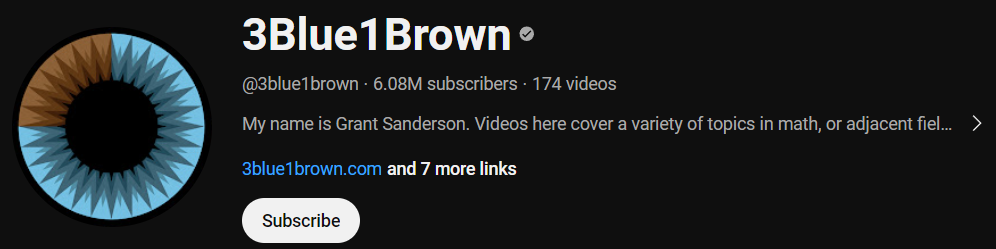 3Blue1Brown
@3blue1brown · 6.08M subscribers · 174 videos
My name is Grant Sanderson. Videos here cover a variety of topics in math, or adjacent fiel...
3blue1brown.com and 7 more links
Subscribe